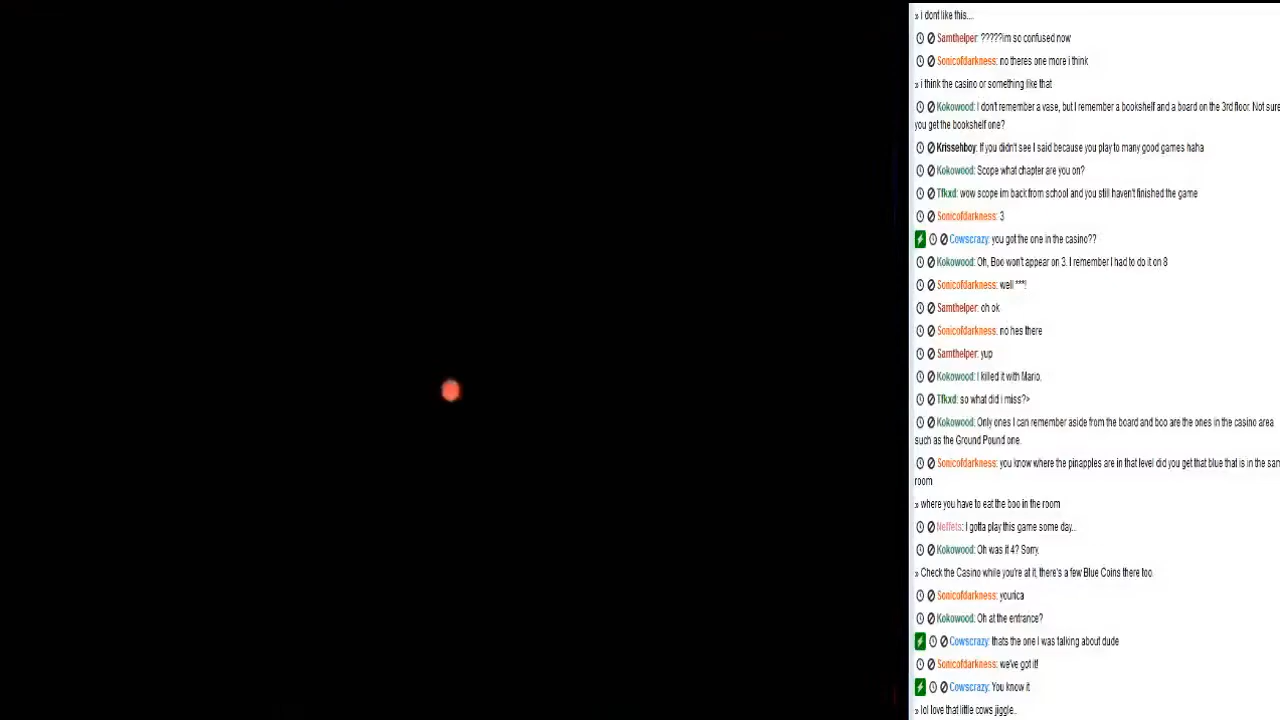 » i dont like this....
Samthelper: ?????im so confused now
Sonicofdarkness: no theres one more i think
» i think the casino or something like that
Kokowood: I don't remember a vase, but I remember a bookshelf and a board on the 3rd floor. Not sure
you get the bookshelf one?
Krissehboy: If you didn't see I said because you play to many good games haha
Kokowood: Scope what chapter are you on?
Tfkxd: wow scope im back from school and you still haven't finished the game
Sonicofdarkness: 3
Cowscrazy: you got the one in the casino??
Kokowood: Oh, Boo won't appear on 3. I remember I had to do it on 8
Sonicofdarkness: well ***!
Samthelper: oh ok
Sonicofdarkness: no hes there
Samthelper: yup
Kokowood: I killed it with Mario.
Tfkxd: so what did i miss?>
Kokowood: Only ones I can remember aside from the board and boo are the ones in the casino area
such as the Ground Pound one.
Sonicofdarkness: you know where the pinapples are in that level did you get that blue that is in the sam
room
» where you have to eat the boo in the room
Neffets: I gotta play this game some day...
Kokowood: Oh was it 4? Sorry.
» Check the Casino while you're at it, there's a few Blue Coins there too.
Sonicofdarkness: yourica
Kokowood: Oh at the entrance?
Cowscrazy: thats the one I was talking about dude
Sonicofdarkness: we've got it!
Cowscrazy: You know it
» lol love that little cows jiggle..